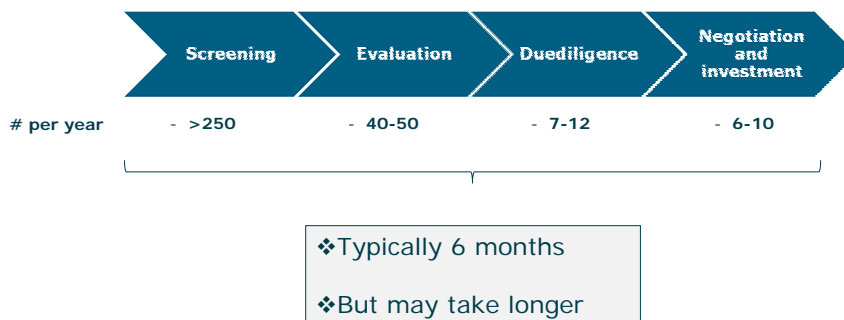 Screening
Evaluation
Duediligence
Negotiation
and
investment
# per year - >250 - 40-50 - 7-12 - 6-10
❖Typically 6 months
❖But may take longer